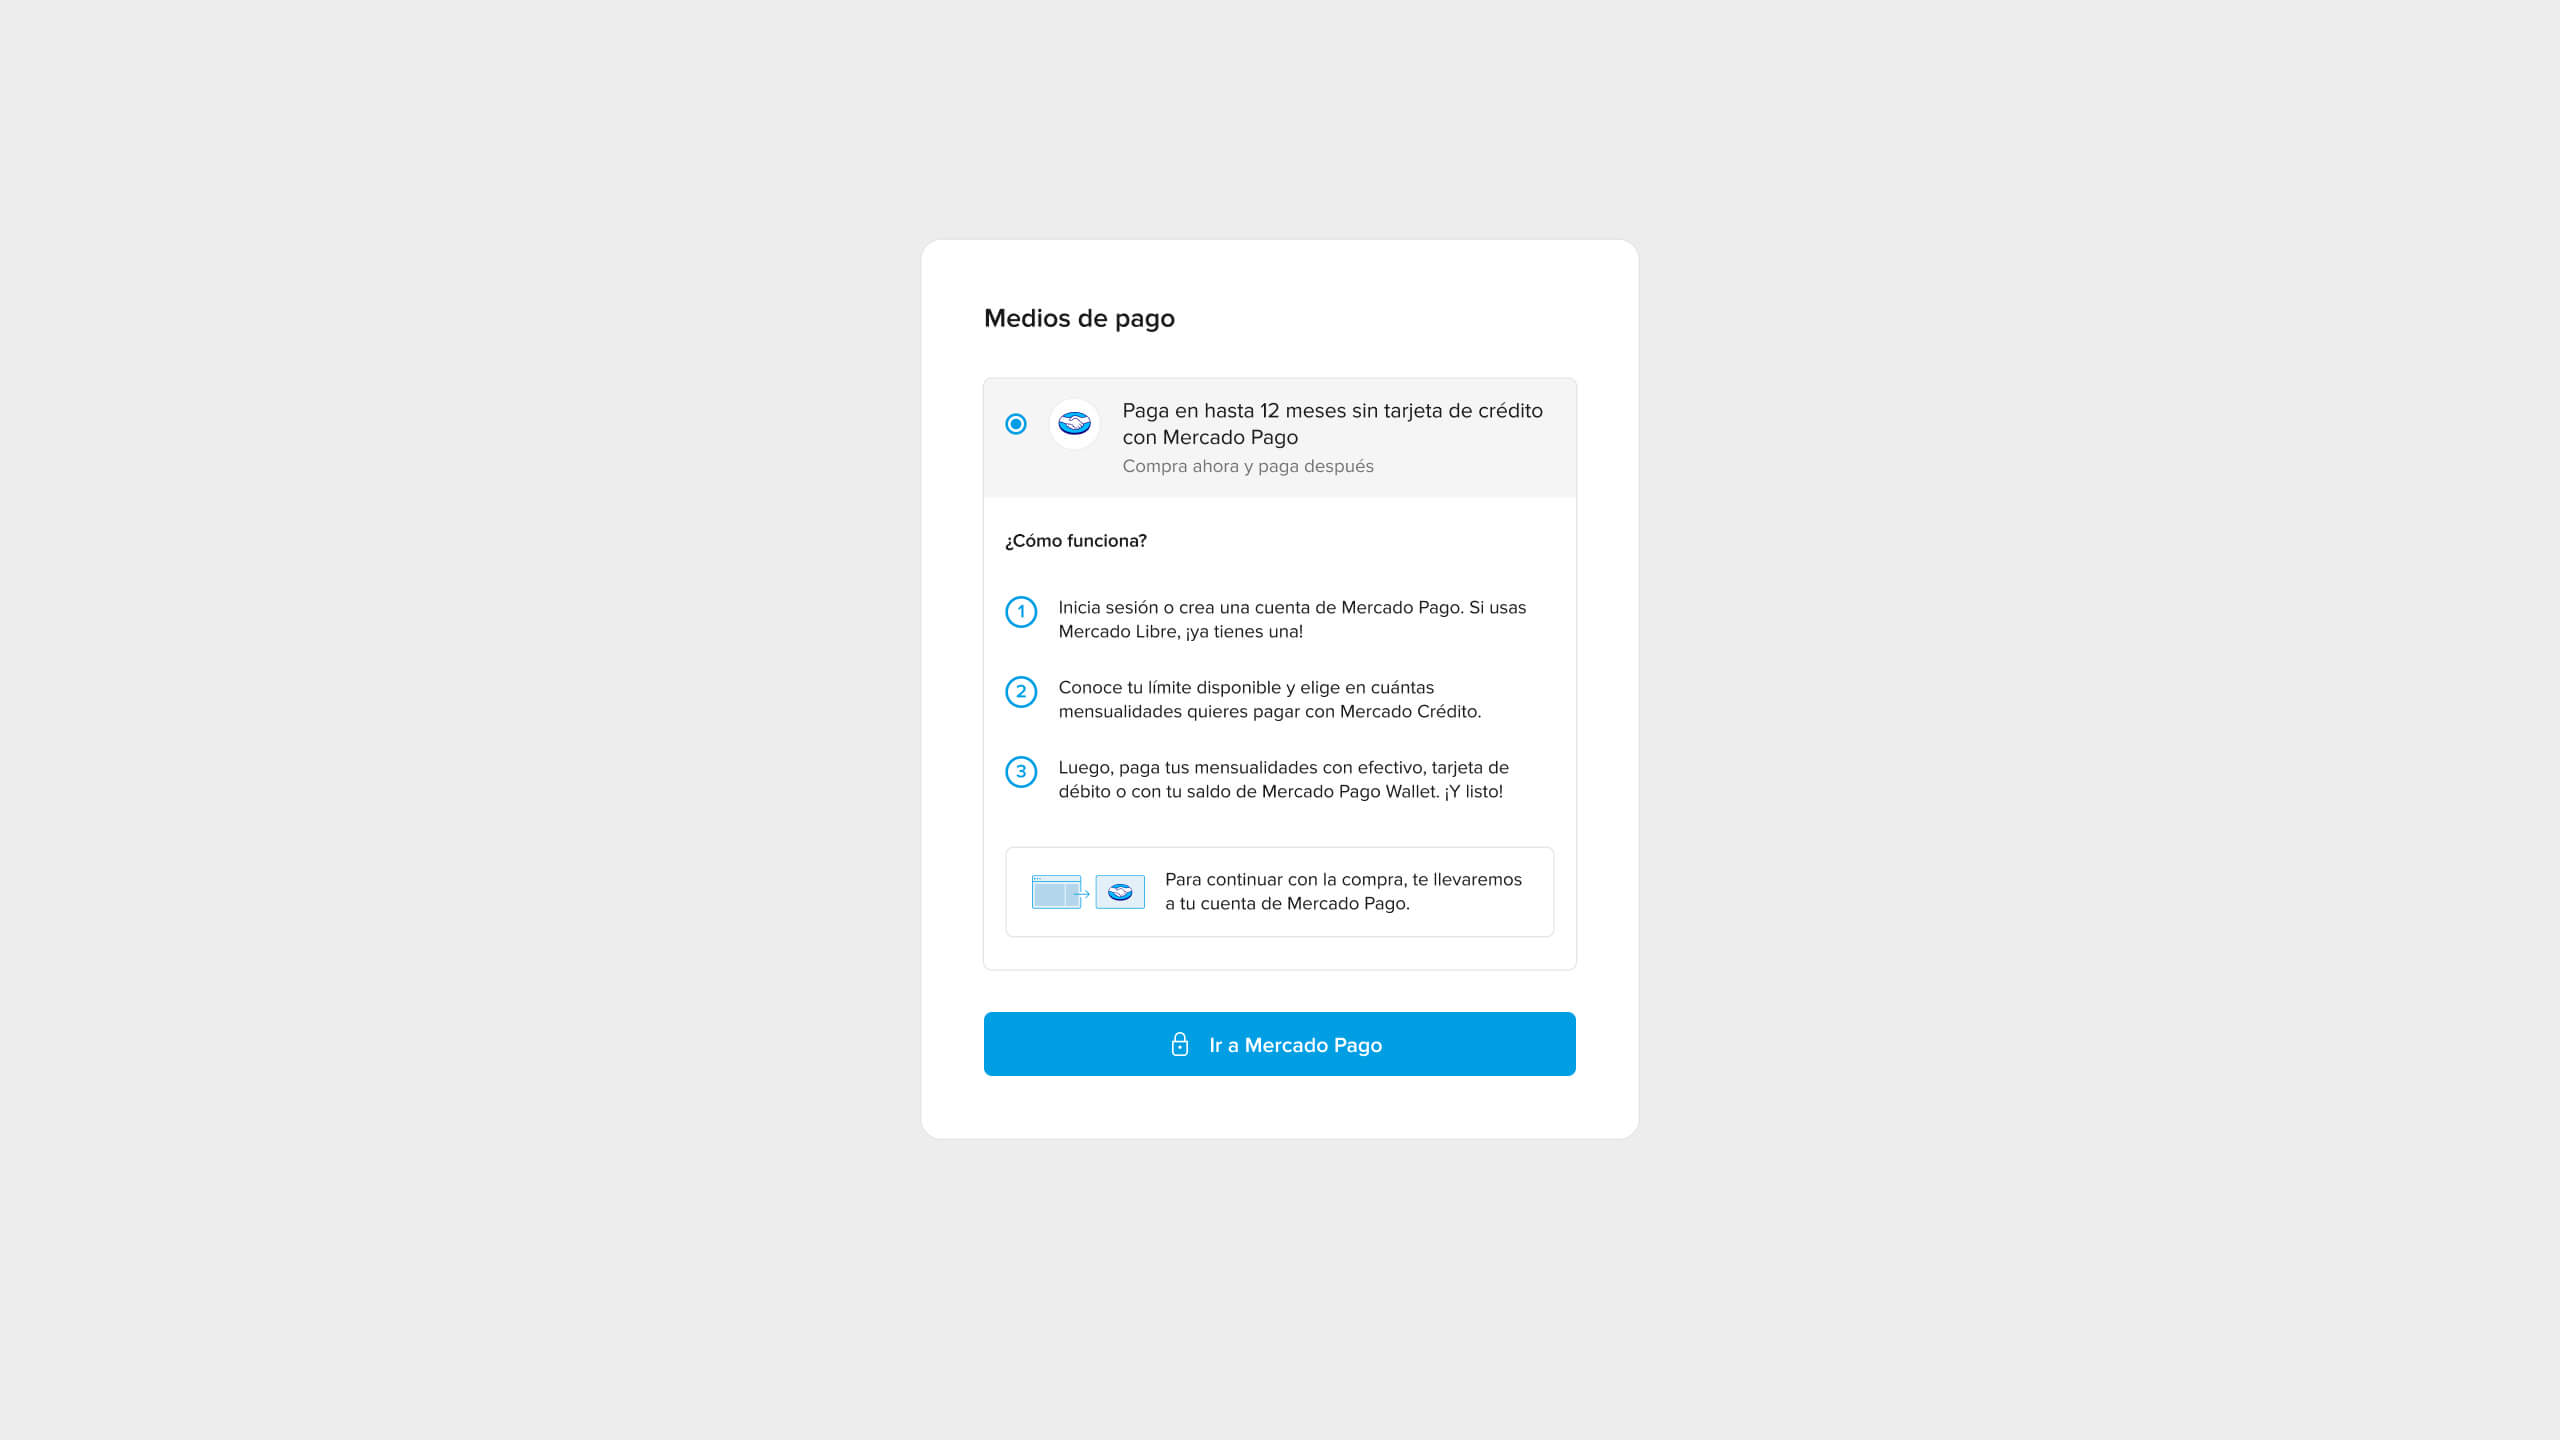 Medios de pago
Paga en hasta 12 meses sin tarjeta de crédito
con Mercado Pago
Compra ahora y paga después
¿Cómo funciona?
1 Inicia sesión o crea una cuenta de Mercado Pago. Si usas
Mercado Libre, ¡ya tienes una!
2 Conoce tu límite disponible y elige en cuántas
mensualidades quieres pagar con Mercado Crédito.
3 Luego, paga tus mensualidades con efectivo, tarjeta de
débito o con tu saldo de Mercado Pago Wallet. ¡Y listo!
Para continuar con la compra, te llevaremos
a tu cuenta de Mercado Pago.
Ir a Mercado Pago